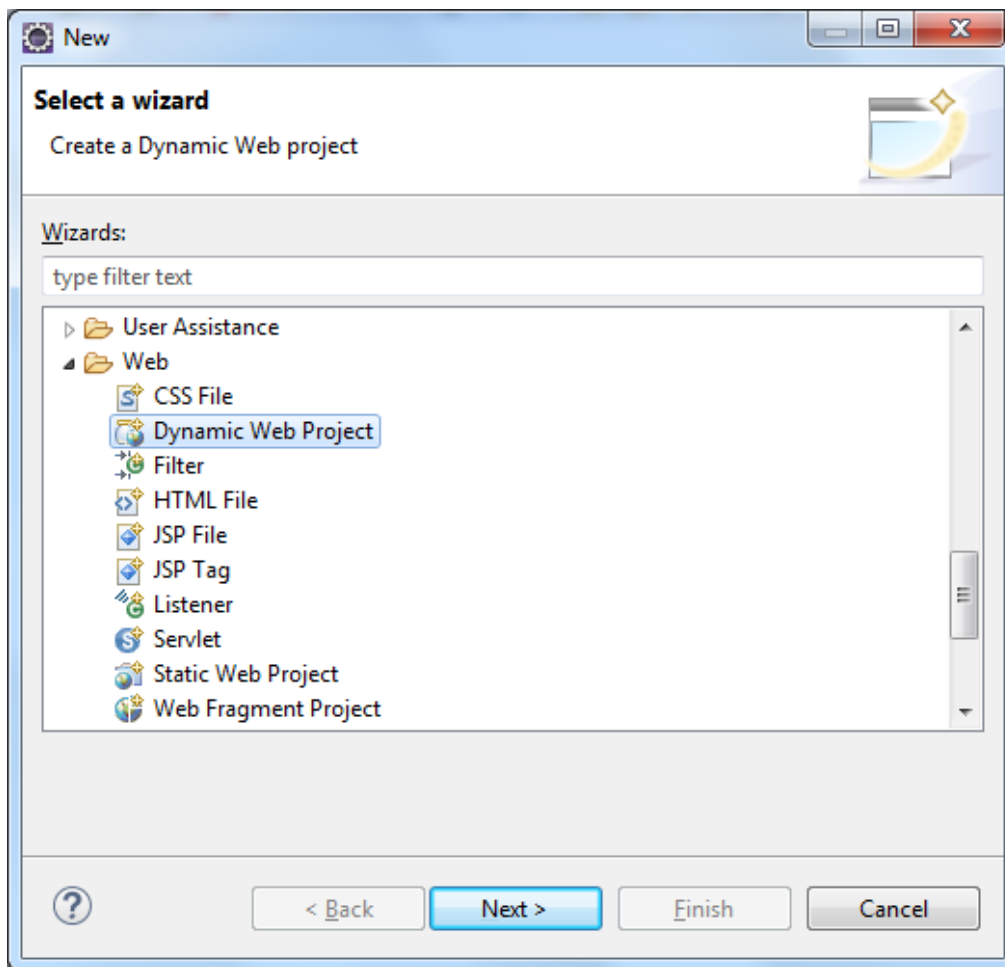 New
Select a wizard
Create a Dynamic Web project
Wizards:
type filter text
User Assistance
Web
CSS File
Dynamic Web Project
Filter
HTML File
JSP File
JSP Tag
Listener
Servlet
Static Web Project
Web Fragment Project
< Back Next > Finish Cancel